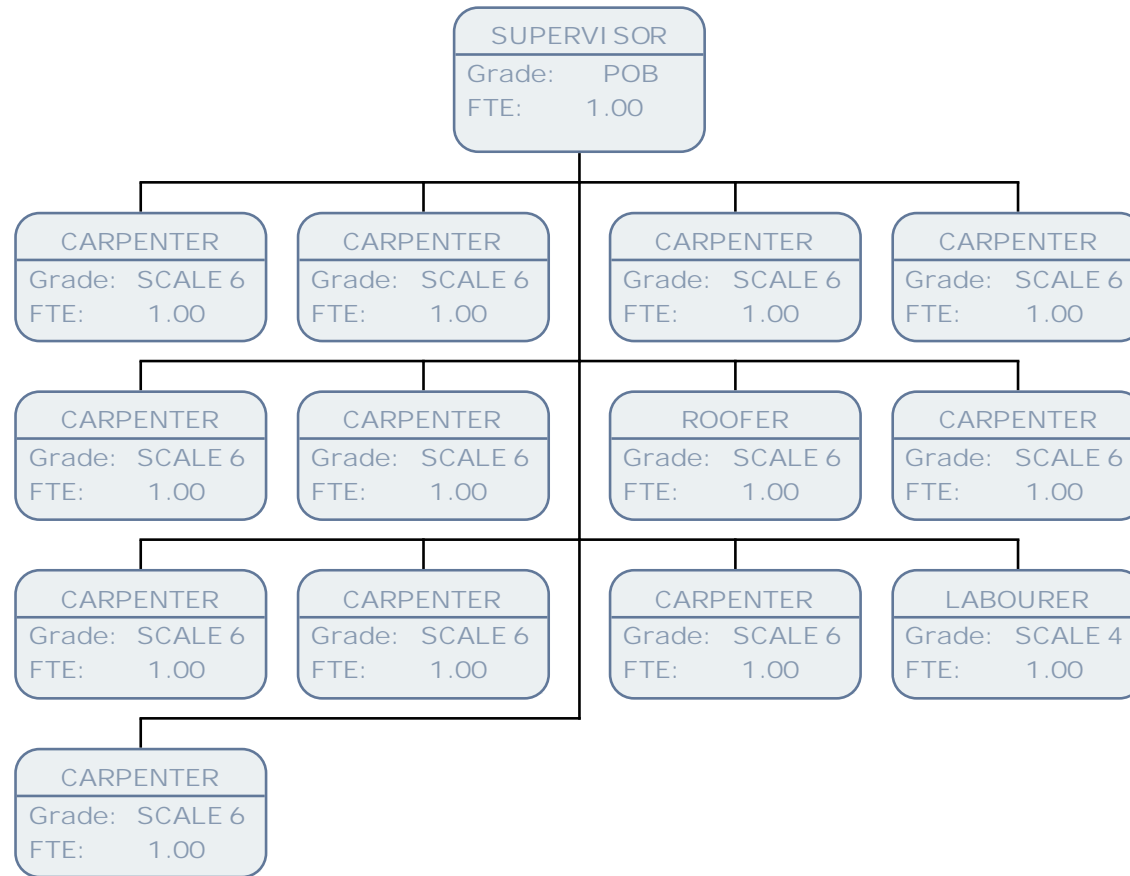 SUPERVISOR
Grade: POB
FTE: 1.00
CARPENTER
Grade: SCALE 6
FTE: 1.00
CARPENTER
Grade: SCALE 6
FTE: 1.00
CARPENTER
Grade: SCALE 6
FTE: 1.00
CARPENTER
Grade: SCALE 6
FTE: 1.00
CARPENTER
Grade: SCALE 6
FTE: 1.00
CARPENTER
Grade: SCALE 6
FTE: 1.00
ROOFER
Grade: SCALE 6
FTE: 1.00
CARPENTER
Grade: SCALE 6
FTE: 1.00
CARPENTER
Grade: SCALE 6
FTE: 1.00
CARPENTER
Grade: SCALE 6
FTE: 1.00
CARPENTER
Grade: SCALE 6
FTE: 1.00
LABOURER
Grade: SCALE 4
FTE: 1.00
CARPENTER
Grade: SCALE 6
FTE: 1.00